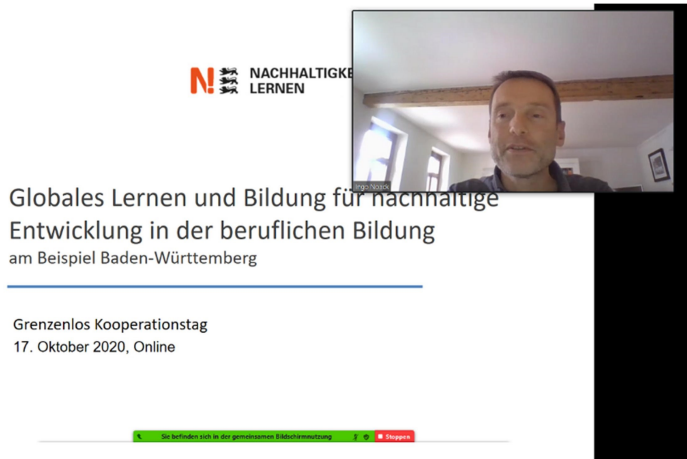 N! NACHHALTIGKE
LERNEN
Globales Lernen und Bildung für nachhaltige
Entwicklung in der beruflichen Bildung
am Beispiel Baden-Württemberg
Grenzenlos Kooperationstag
17. Oktober 2020, Online
Sie befinden sich in der gemeinsamen Bildschirmnutzung
Stoppen